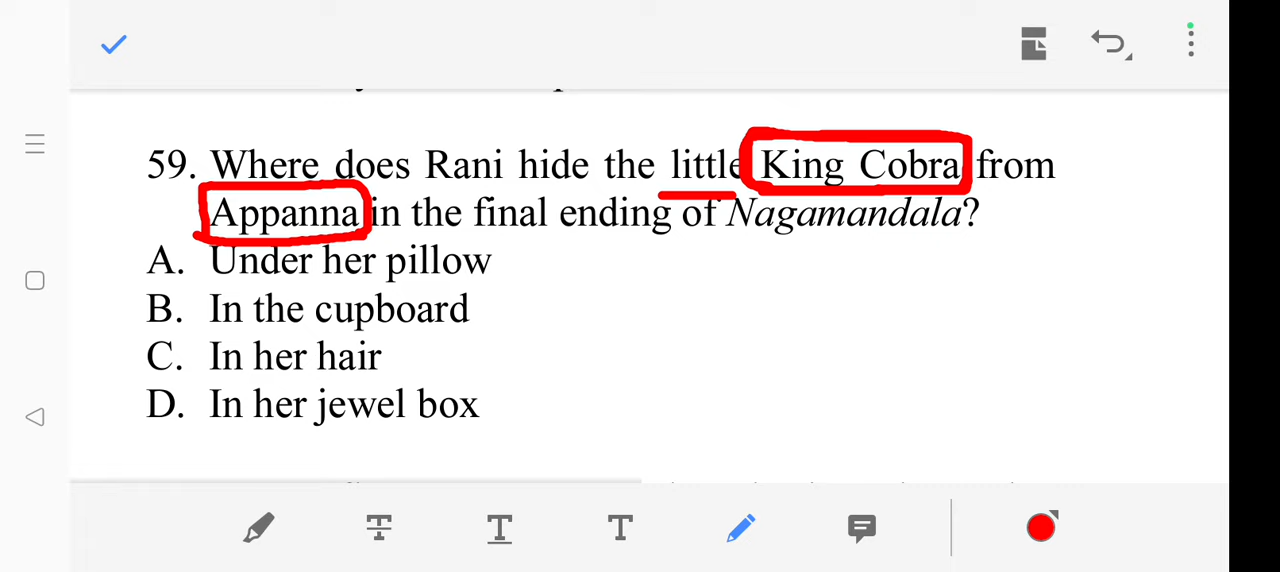 59. Where does Rani hide the little King Cobra from
Appanna in the final ending of Nagamandala?
A. Under her pillow
B. In the cupboard
C. In her hair
D. In her jewel box